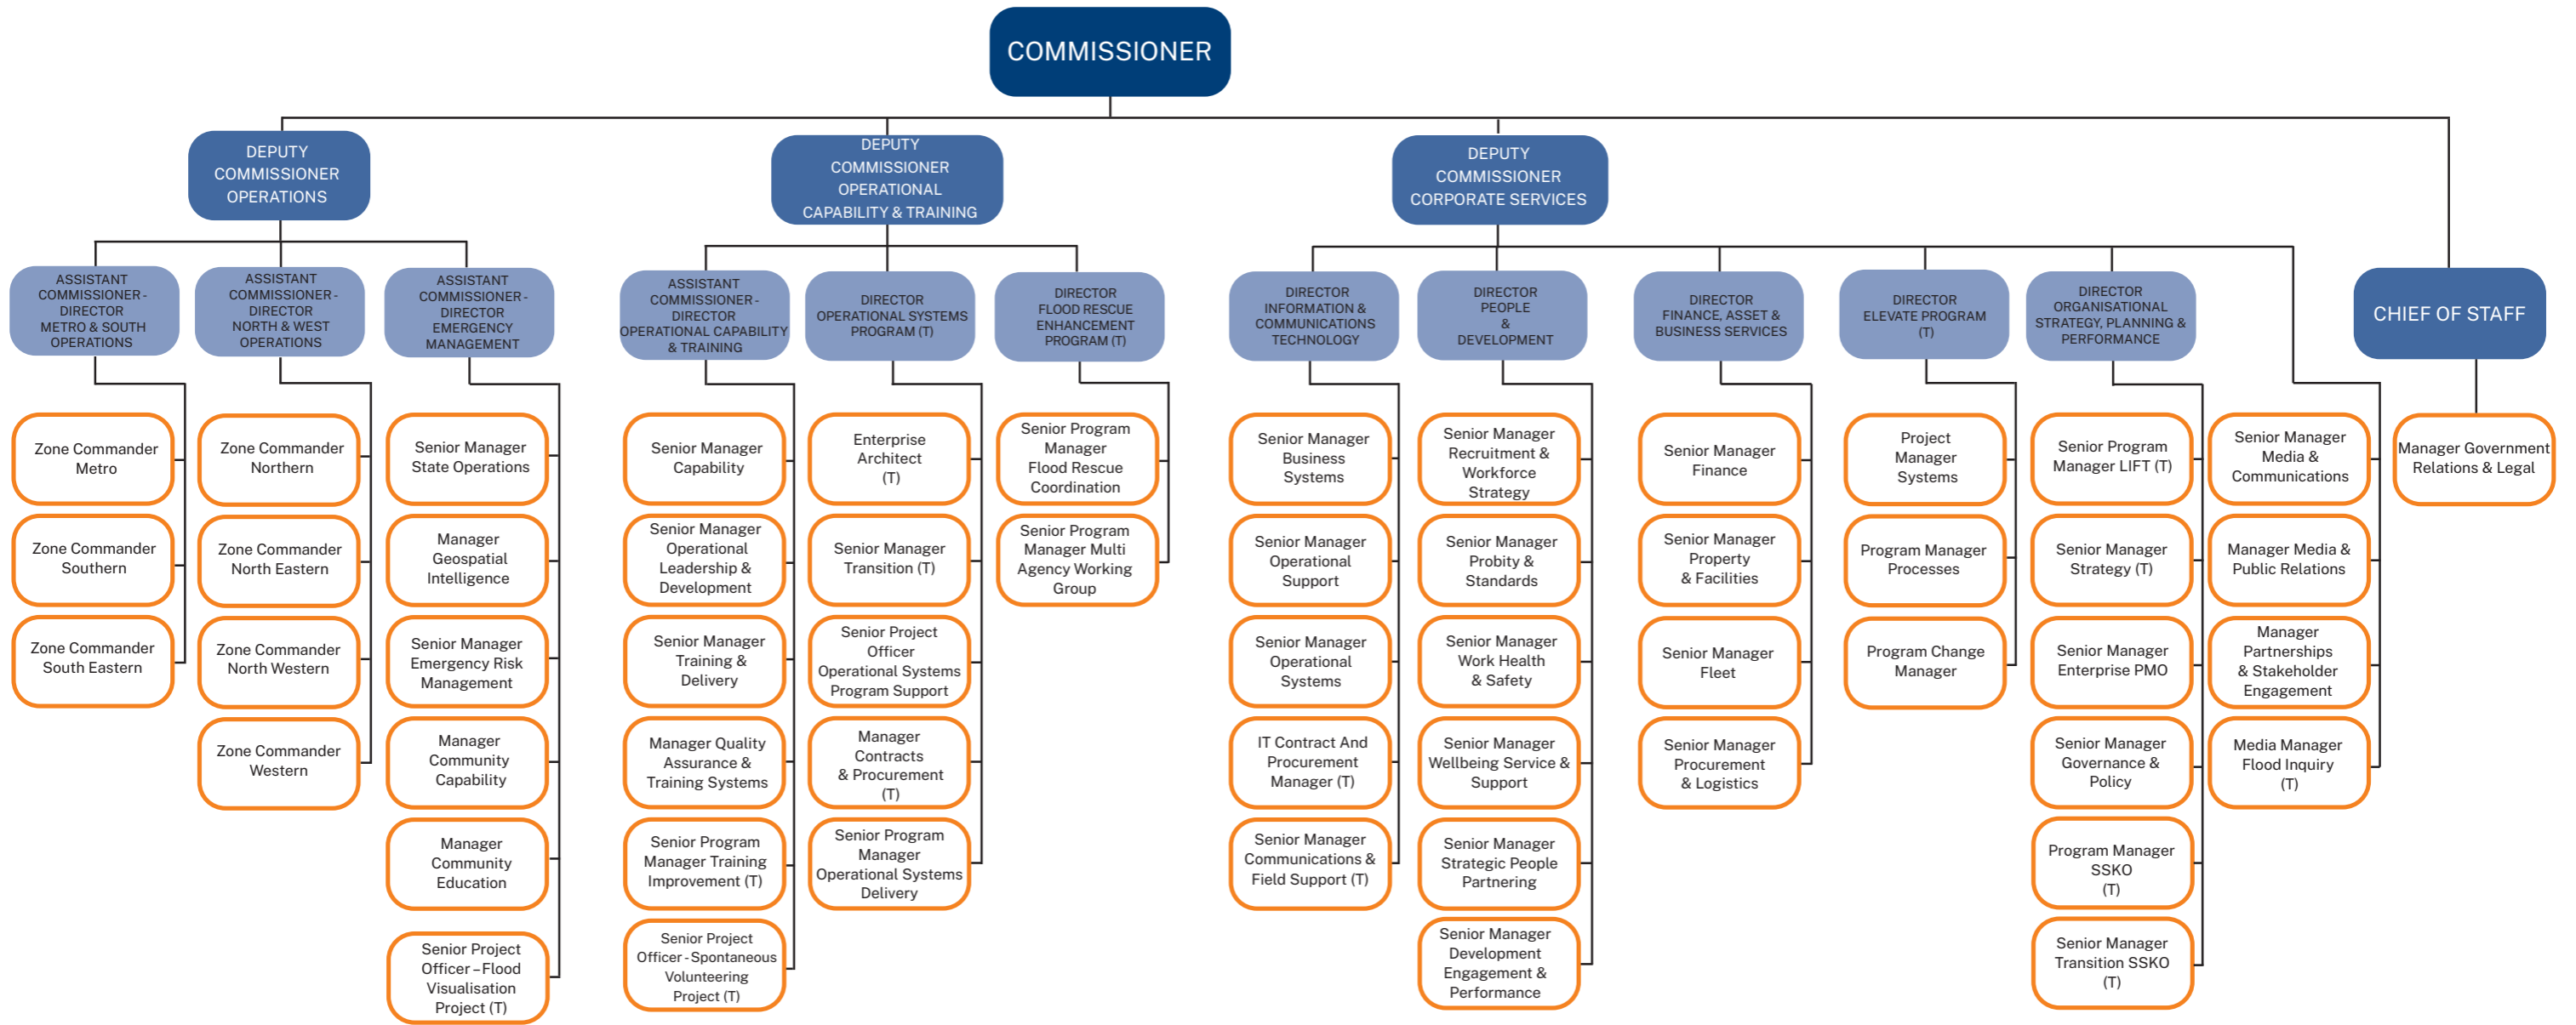 COMMISSIONER
DEPUTY
COMMISSIONER
OPERATIONS
DEPUTY
COMMISSIONER
OPERATIONAL
CAPABILITY & TRAINING
DEPUTY
COMMISSIONER
CORPORATE SERVICES
CHIEF OF STAFF
ASSISTANT
COMMISSIONER -
DIRECTOR
METRO & SOUTH
OPERATIONS
ASSISTANT
COMMISSIONER -
DIRECTOR
NORTH & WEST
OPERATIONS
ASSISTANT
COMMISSIONER -
DIRECTOR
EMERGENCY
MANAGEMENT
ASSISTANT
COMMISSIONER -
DIRECTOR
OPERATIONAL CAPABILITY
& TRAINING
DIRECTOR
OPERATIONAL SYSTEMS
PROGRAM (T)
DIRECTOR
FLOOD RESCUE
ENHANCEMENT
PROGRAM (T)
DIRECTOR
INFORMATION &
COMMUNICATIONS
TECHNOLOGY
DIRECTOR
PEOPLE
&
DEVELOPMENT
DIRECTOR
FINANCE, ASSET &
BUSINESS SERVICES
DIRECTOR
ELEVATE PROGRAM
(T)
DIRECTOR
ORGANISATIONAL
STRATEGY, PLANNING &
PERFORMANCE
Zone Commander
Metro
Zone Commander
Southern
Zone Commander
South Eastern
Zone Commander
Northern
Zone Commander
North Eastern
Zone Commander
North Western
Zone Commander
Western
Senior Manager
State Operations
Manager
Geospatial
Intelligence
Senior Manager
Emergency Risk
Management
Manager
Community
Capability
Manager
Community
Education
Senior Project
Officer – Flood
Visualisation
Project (T)
Senior Manager
Capability
Senior Manager
Operational
Leadership &
Development
Senior Manager
Training &
Delivery
Manager Quality
Assurance &
Training Systems
Senior Program
Manager Training
Improvement (T)
Senior Project
Officer - Spontaneous
Volunteering
Project (T)
Enterprise
Architect
(T)
Senior Manager
Transition (T)
Senior Project
Officer
Operational Systems
Program Support
Manager
Contracts
& Procurement
(T)
Senior Program
Manager
Operational Systems
Delivery
Senior Program
Manager
Flood Rescue
Coordination
Senior Program
Manager Multi
Agency Working
Group
Senior Manager
Business
Systems
Senior Manager
Operational
Support
Senior Manager
Operational
Systems
IT Contract And
Procurement
Manager (T)
Senior Manager
Communications &
Field Support (T)
Senior Manager
Recruitment &
Workforce
Strategy
Senior Manager
Probity &
Standards
Senior Manager
Work Health
& Safety
Senior Manager
Wellbeing Service &
Support
Senior Manager
Strategic People
Partnering
Senior Manager
Development
Engagement &
Performance
Senior Manager
Finance
Senior Manager
Property
& Facilities
Senior Manager
Fleet
Senior Manager
Procurement
& Logistics
Project
Manager
Systems
Program Manager
Processes
Program Change
Manager
Senior Program
Manager LIFT (T)
Senior Manager
Strategy (T)
Senior Manager
Enterprise PMO
Senior Manager
Governance &
Policy
Program Manager
SSKO
(T)
Senior Manager
Transition SSKO
(T)
Senior Manager
Media &
Communications
Manager Media &
Public Relations
Manager
Partnerships
& Stakeholder
Engagement
Media Manager
Flood Inquiry
(T)
Manager Government
Relations & Legal